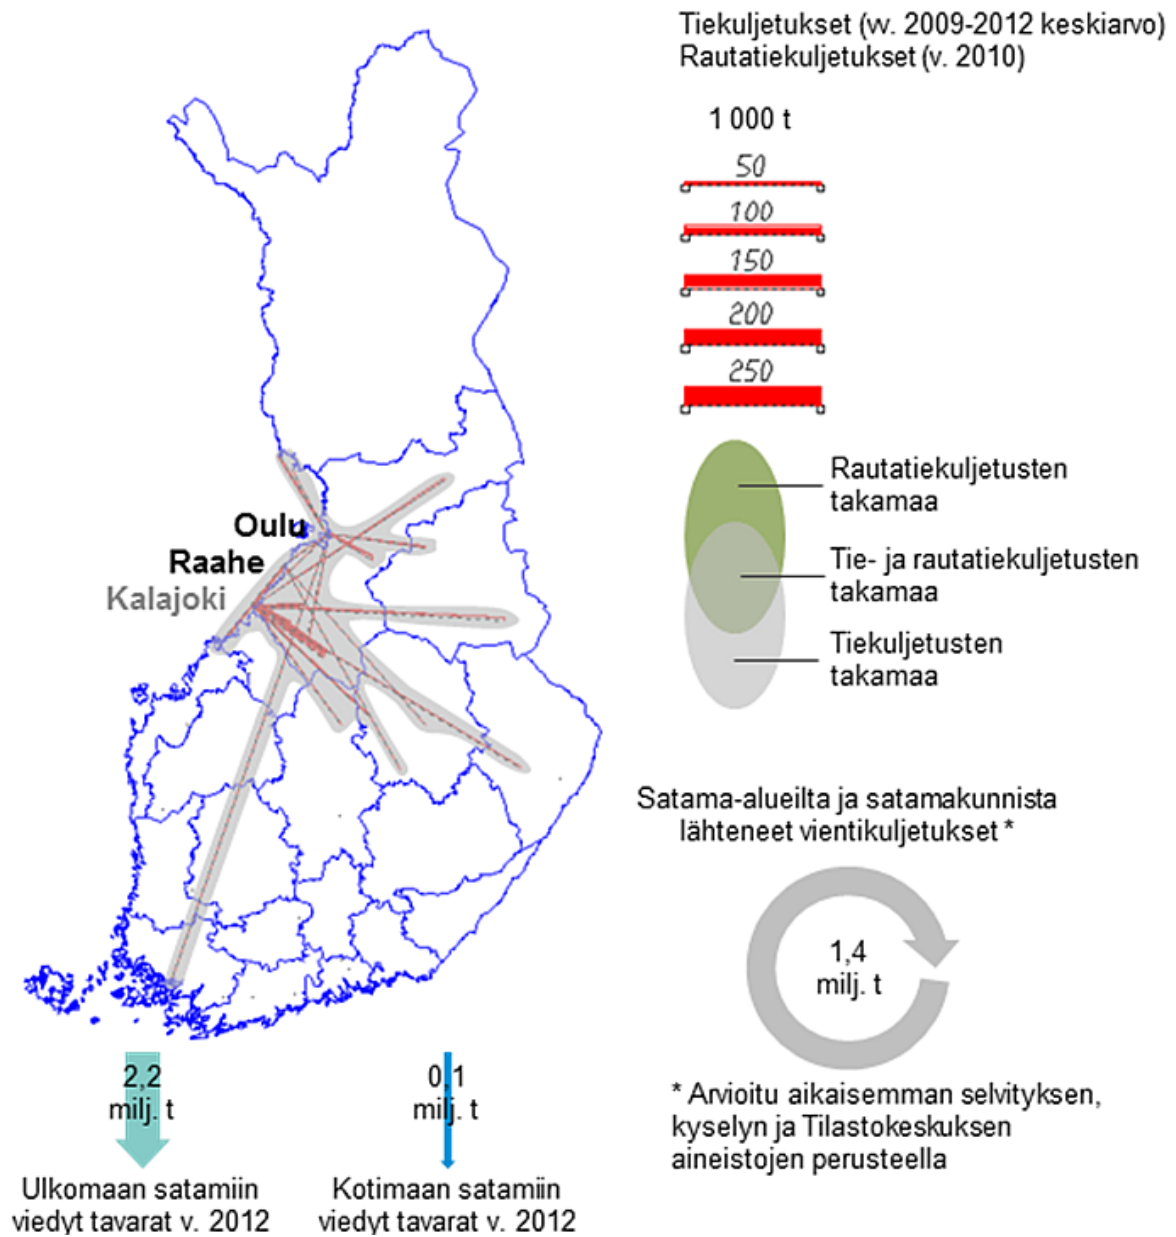 Tiekuljetukset (vv. 2009-2012 keskiarvo)
Rautatiekuljetukset (v. 2010)
1 000 t
50
100
150
200
250
Oulu
Raahe
Kalajoki
Rautatiekuljetusten
takamaa
Tie- ja rautatiekuljetusten
takamaa
Tiekuljetusten
takamaa
Satama-alueilta ja satamakunnista
lähteneet vientikuljetukset *
1,4
milj. t
* Arvioitu aikaisemman selvityksen,
kyselyn ja Tilastokeskuksen
aineistojen perusteella
2,2
milj. t
Ulkomaan satamiin
viedyt tavarat v. 2012
0,1
milj. t
Kotimaan satamiin
viedyt tavarat v. 2012